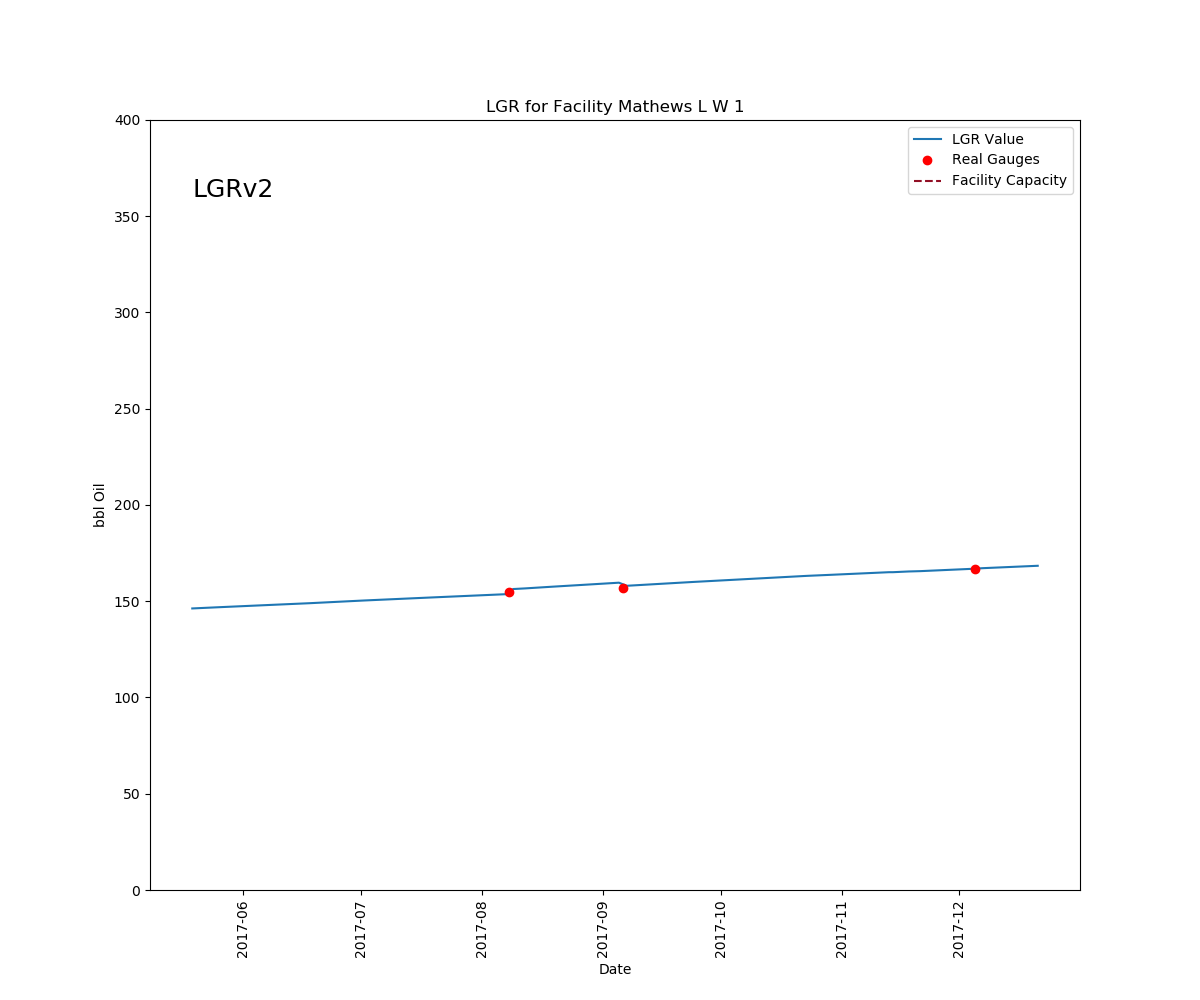 LGR for Facility Mathews L W 1
LGRv2
LGR Value
Real Gauges
Facility Capacity
400
350
300
250
200
150
100
50
0
bbl Oil
2017-06
2017-07
2017-08
2017-09
2017-10
2017-11
2017-12
Date